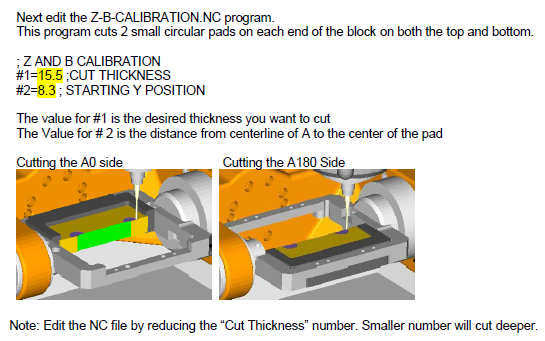 Next edit the Z-B-CALIBRATION.NC program.
This program cuts 2 small circular pads on each end of the block on both the top and bottom.
; Z AND B CALIBRATION
#1=15.5 ;CUT THICKNESS
#2=8.3 ; STARTING Y POSITION
The value for #1 is the desired thickness you want to cut
The Value for # 2 is the distance from centerline of A to the center of the pad
Cutting the A0 side
Cutting the A180 Side
Note: Edit the NC file by reducing the “Cut Thickness” number. Smaller number will cut deeper.